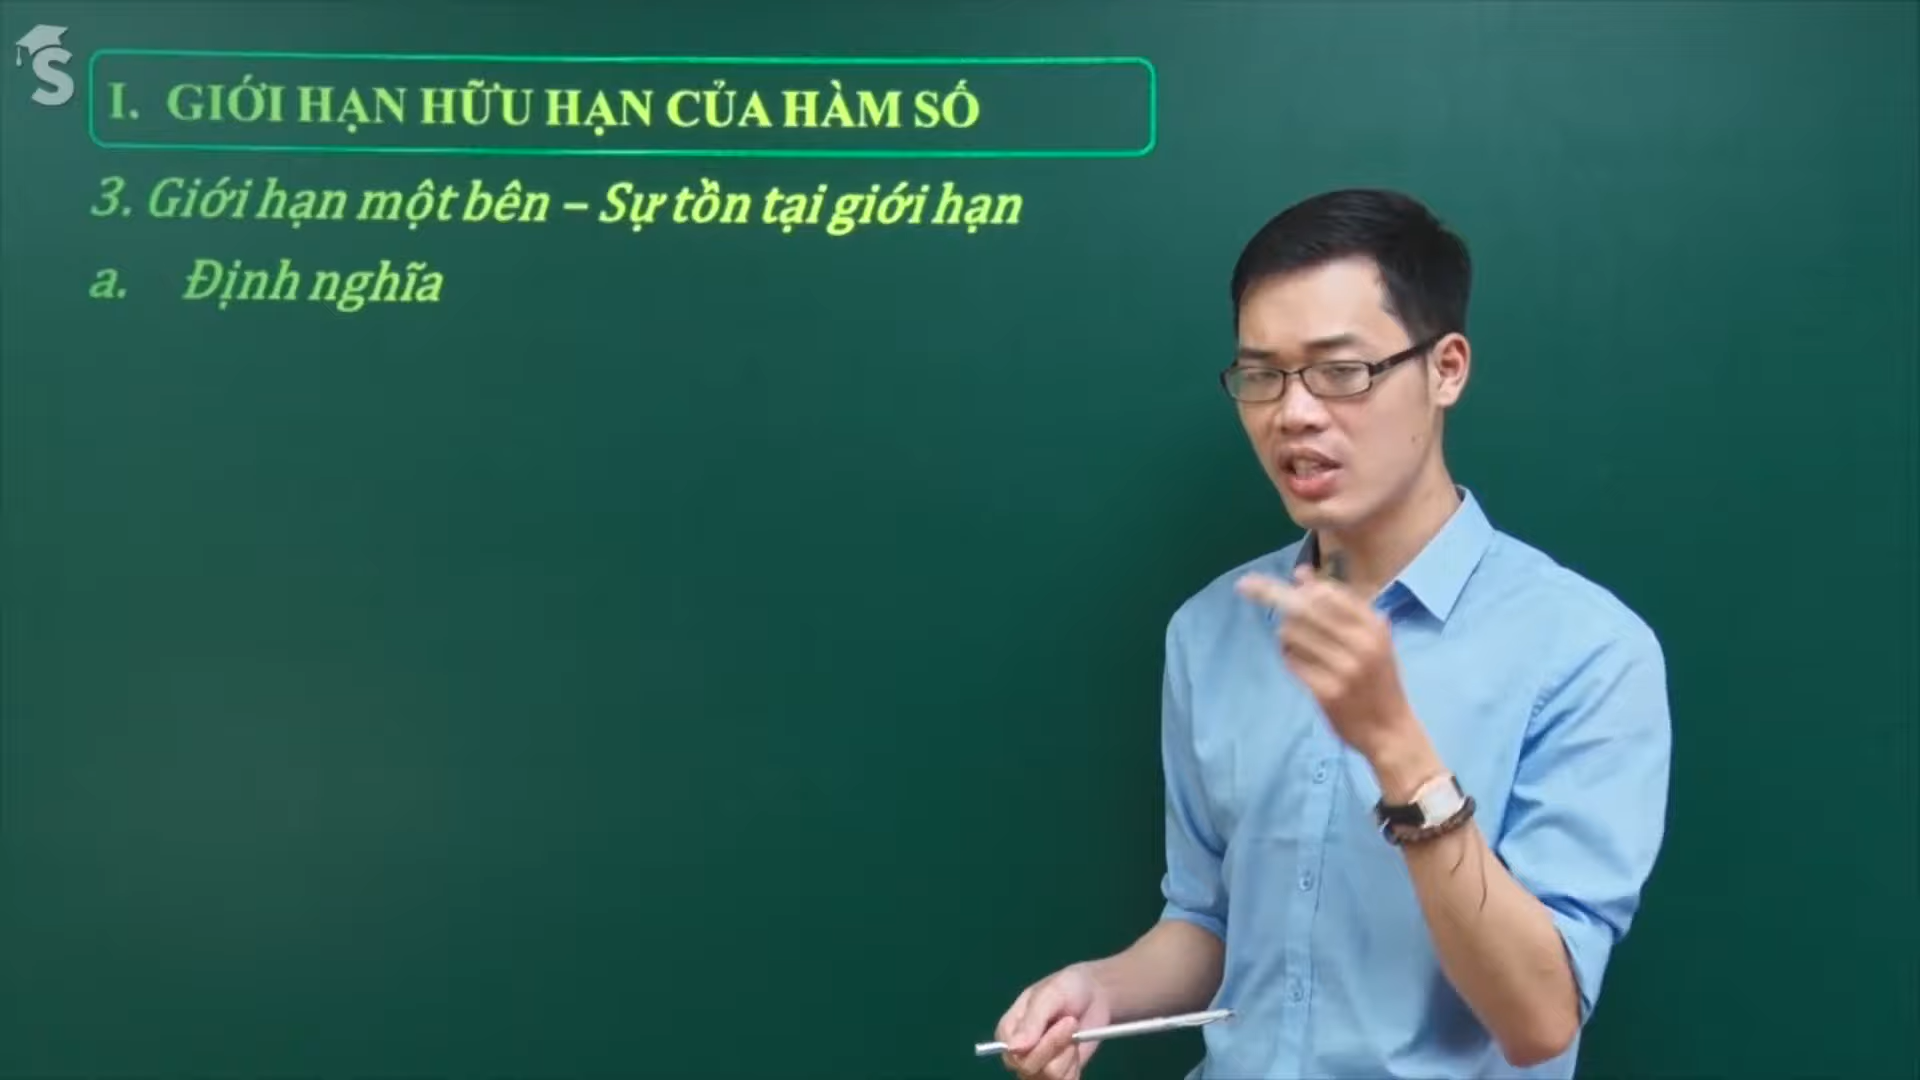 S
I. GIỚI HẠN HỮU HẠN CỦA HÀM SỐ
3. Giới hạn một bên – Sự tồn tại giới hạn
a. Định nghĩa